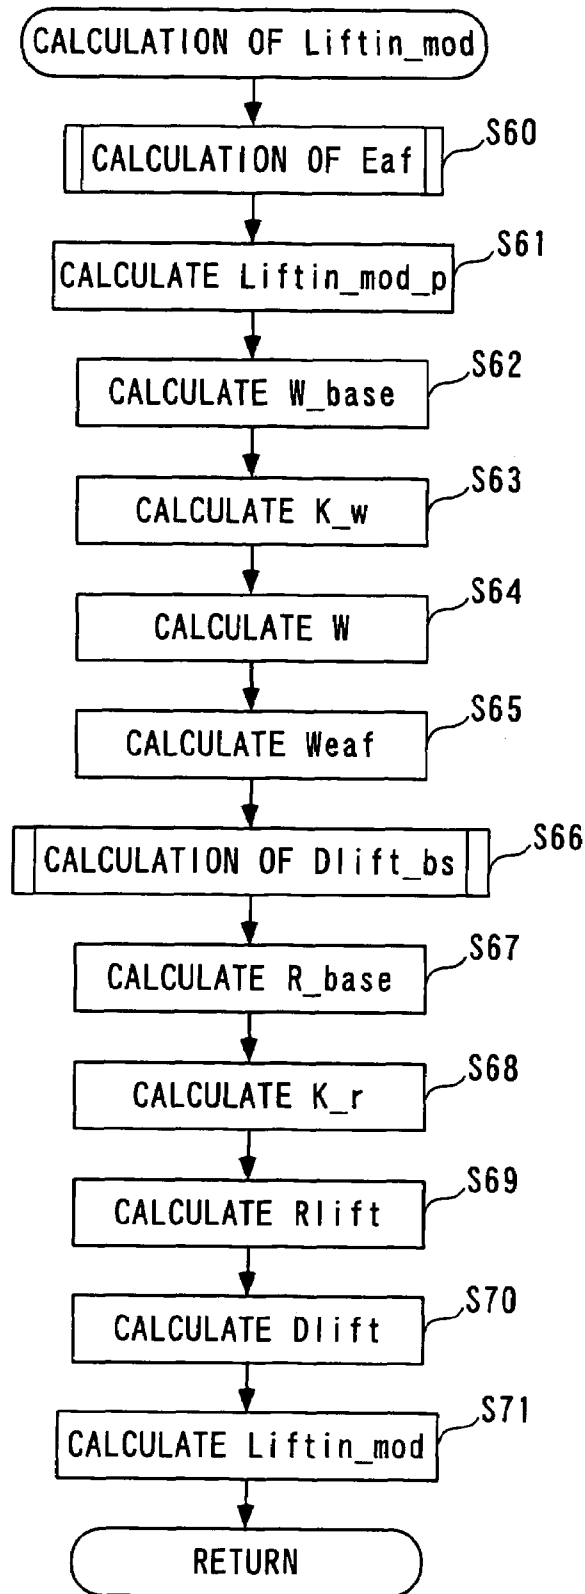 CALCULATION OF Liftin_mod
CALCULATION OF Eaf
S60
CALCULATE Liftin_mod_p
S61
CALCULATE W_base
S62
CALCULATE K_w
S63
CALCULATE W
S64
CALCULATE Weaf
S65
CALCULATION OF Dlift_bs
S66
CALCULATE R_base
S67
CALCULATE K_r
S68
CALCULATE Rlift
S69
CALCULATE Dlift
S70
CALCULATE Liftin_mod
S71
RETURN